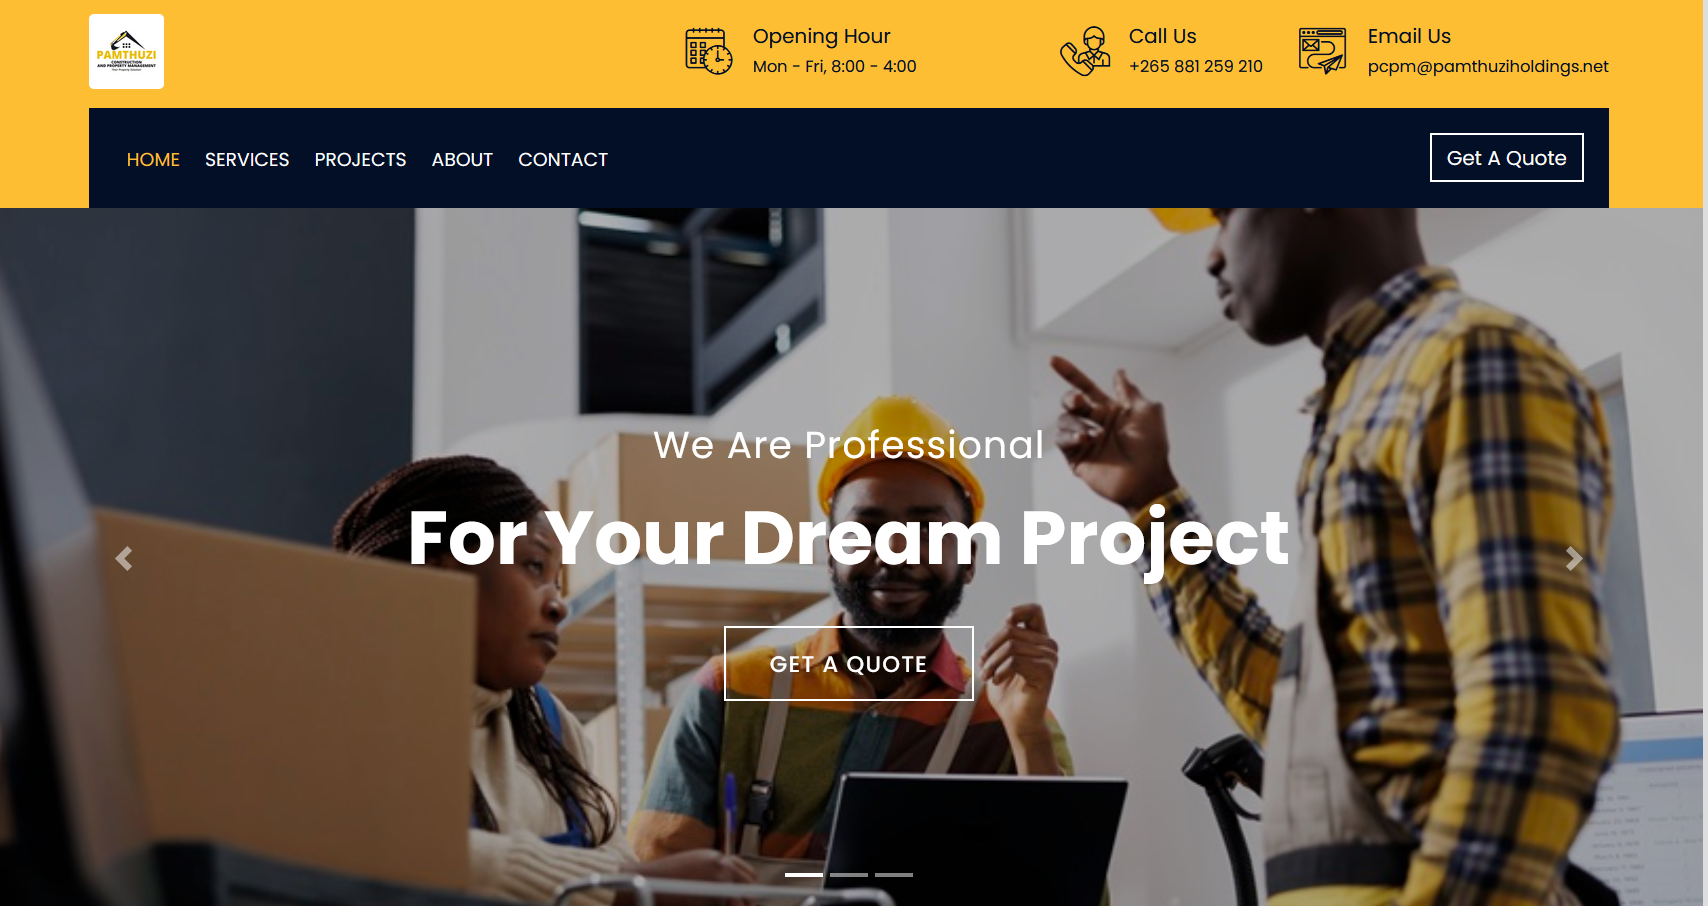 PAMTHUZI
CONSTRUCTION
AND PROPERTY MANAGEMENT
Opening Hour
Mon - Fri, 8:00 - 4:00
Call Us
+265 881 259 210
Email Us
pcpm@pamthuziholdings.net
HOME SERVICES PROJECTS ABOUT CONTACT
Get A Quote
We Are Professional
For Your Dream Project
GET A QUOTE